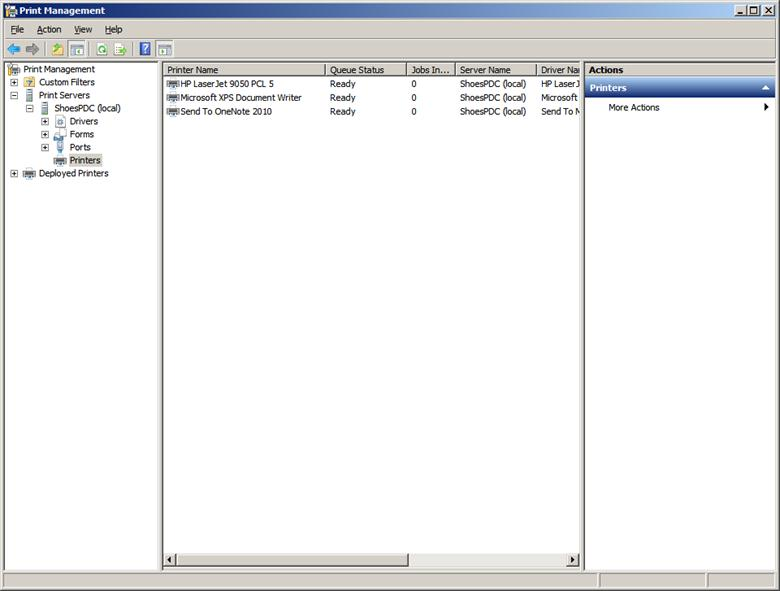 Print Management
File Action View Help
Print Management
Custom Filters
Print Servers
ShoesPDC (local)
Drivers
Forms
Ports
Printers
Deployed Printers
Printer Name Queue Status Jobs In... Server Name Driver Na
HP LaserJet 9050 PCL 5 Ready 0 ShoesPDC (local) HP LaserJ
Microsoft XPS Document Writer Ready 0 ShoesPDC (local) Microsoft
Send To OneNote 2010 Ready 0 ShoesPDC (local) Send To M
Actions
Printers
More Actions